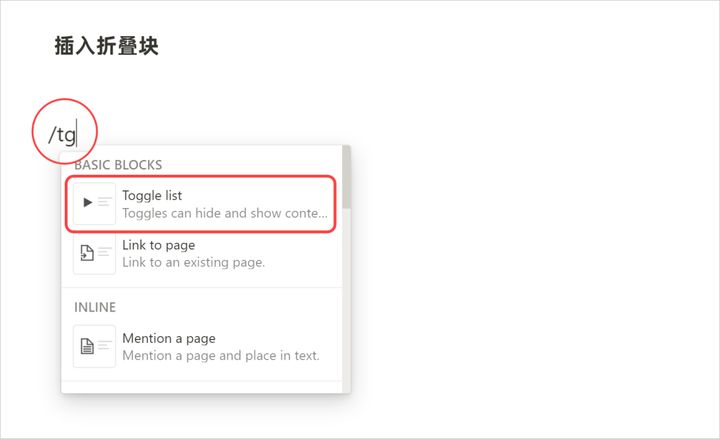 插入折叠块
/tg
BASIC BLOCKS
Toggle list
Toggles can hide and show conte...
Link to page
Link to an existing page.
INLINE
Mention a page
Mention a page and place in text.